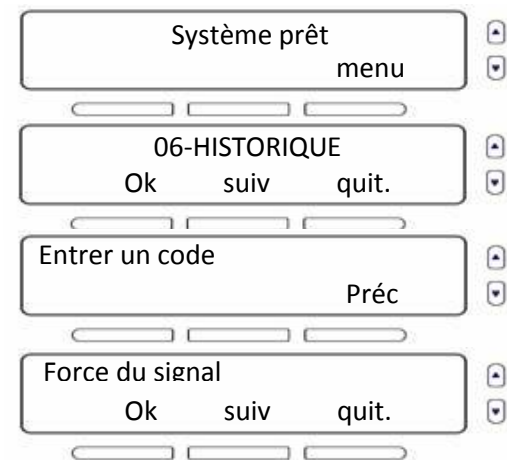 Système prêt
menu
06-HISTORIQUE
Ok suiv quit.
Entrer un code
Préc
Force du signal
Ok suiv quit.